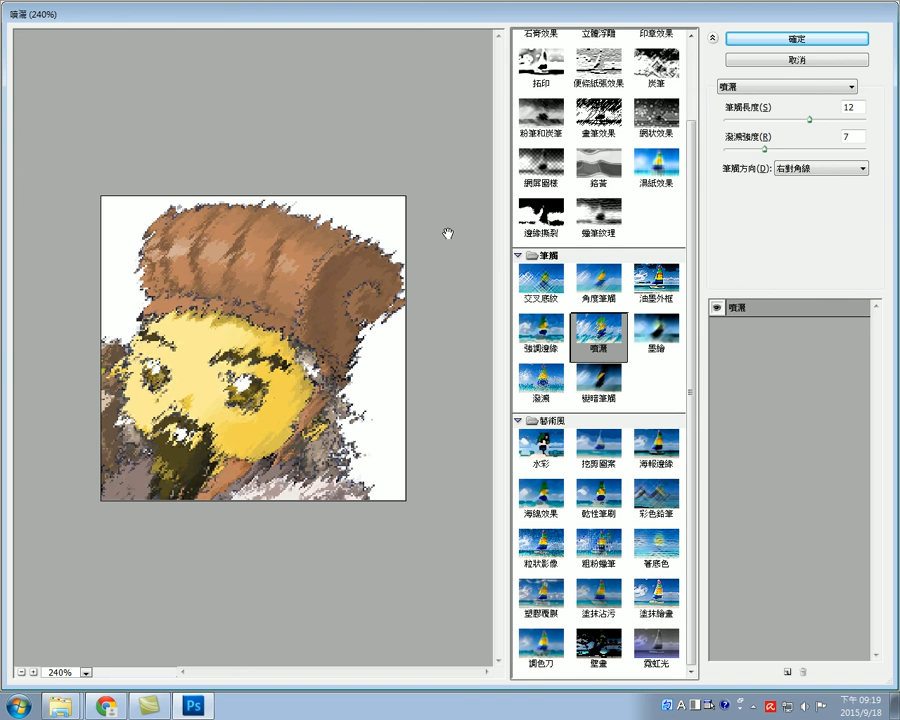 噴灑 (240%)
石膏效果 立體浮雕 印章效果
拓印 便條紙張效果 炭筆
粉筆和炭筆 畫筆效果 網狀效果
網屏圖樣 鉻黃 濕紙效果
邊緣撕裂 蠟筆紋理
筆觸
交叉底紋 角度筆觸 油墨外框
強調邊緣 噴灑 墨繪
潑濺 變暗筆觸
藝術風
水彩 挖剪圖案 海報邊緣
海綿效果 乾性筆刷 彩色鉛筆
粒狀影像 粗粉蠟筆 著底色
塑膠覆膜 塗抹沾污 塗抹繪畫
調色刀 壁畫 霓虹光
確定
取消
噴灑
筆觸長度(S) 12
潑濺強度(R) 7
筆觸方向(D): 右對角線
噴灑
240%
Ps
A
下午 09:19
2015/9/18